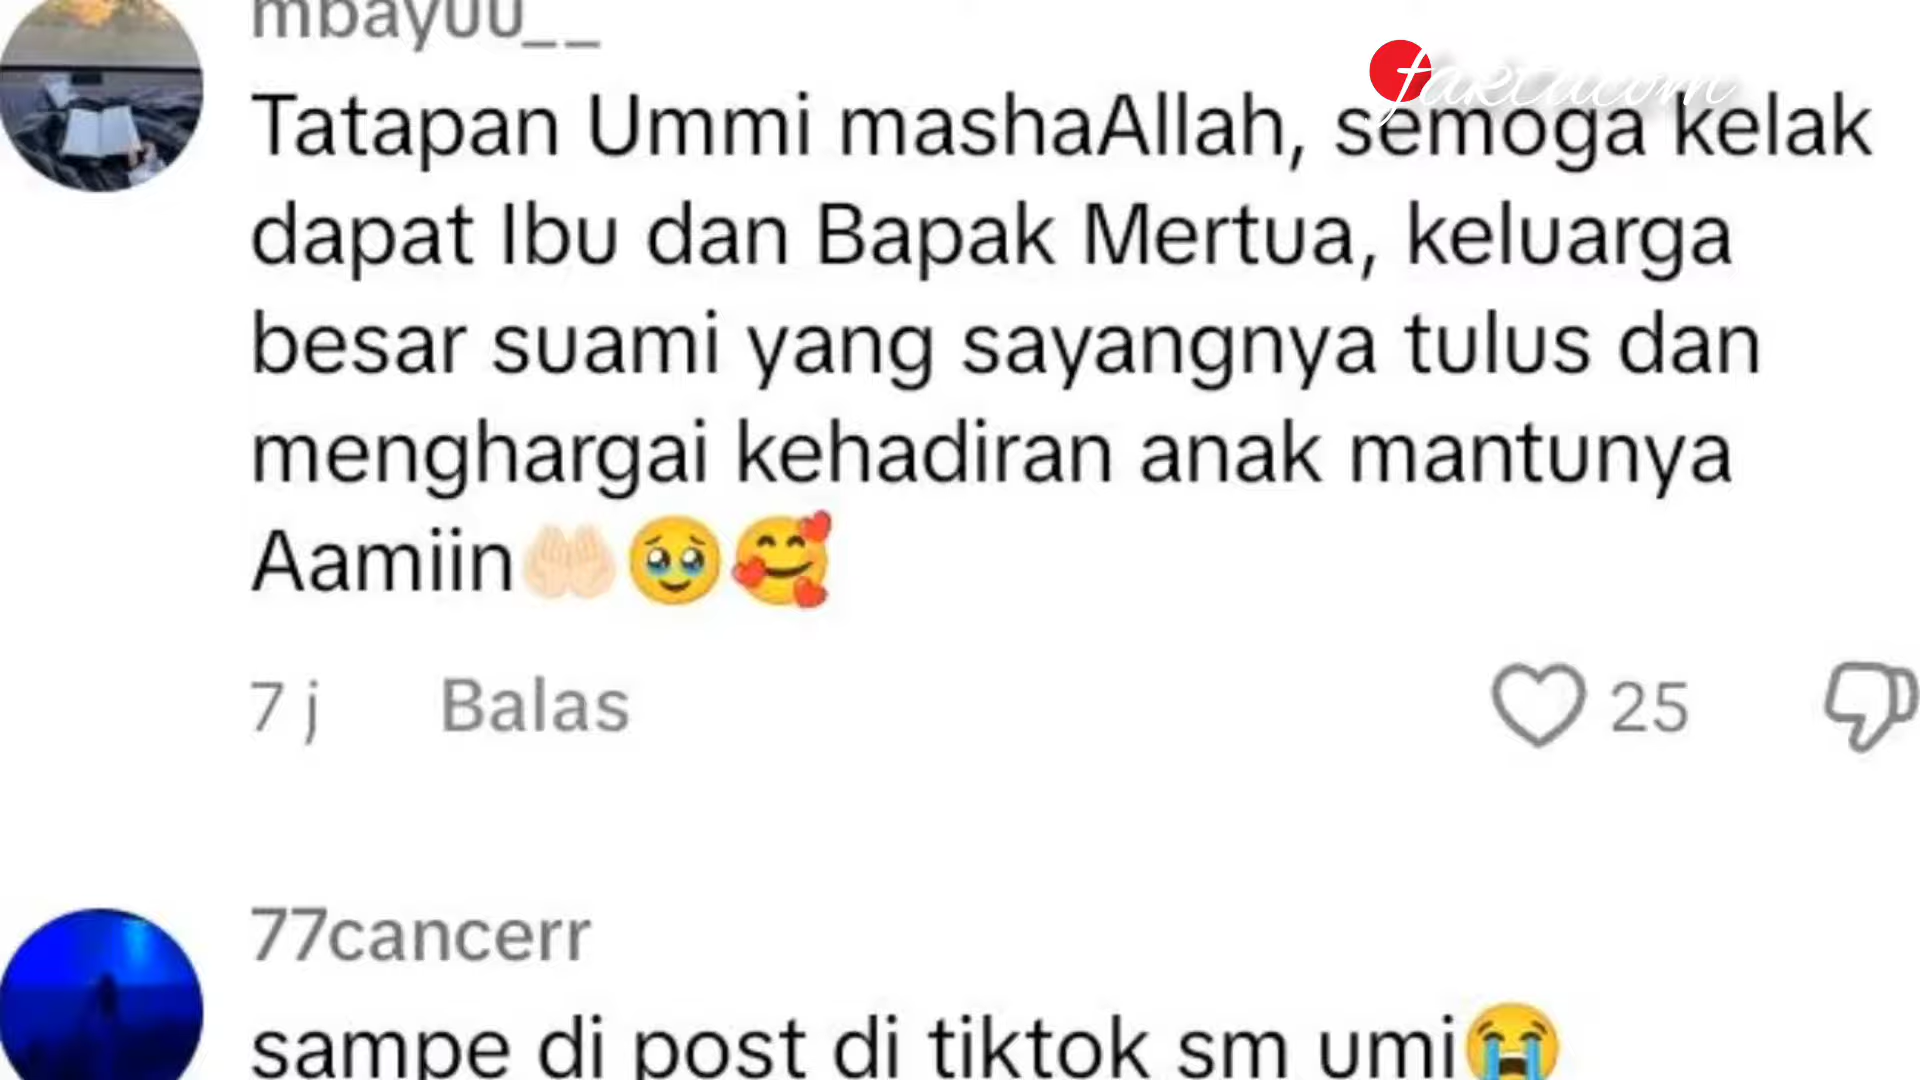 mbayuu__
faktacom
Tatapan Ummi mashaAllah, semoga kelak
dapat Ibu dan Bapak Mertua, keluarga
besar suami yang sayangnya tulus dan
menghargai kehadiran anak mantunya
Aamiin🤲🏻🥹🥰
7 j Balas 25
77cancerr
sampe di post di tiktok sm umi😭